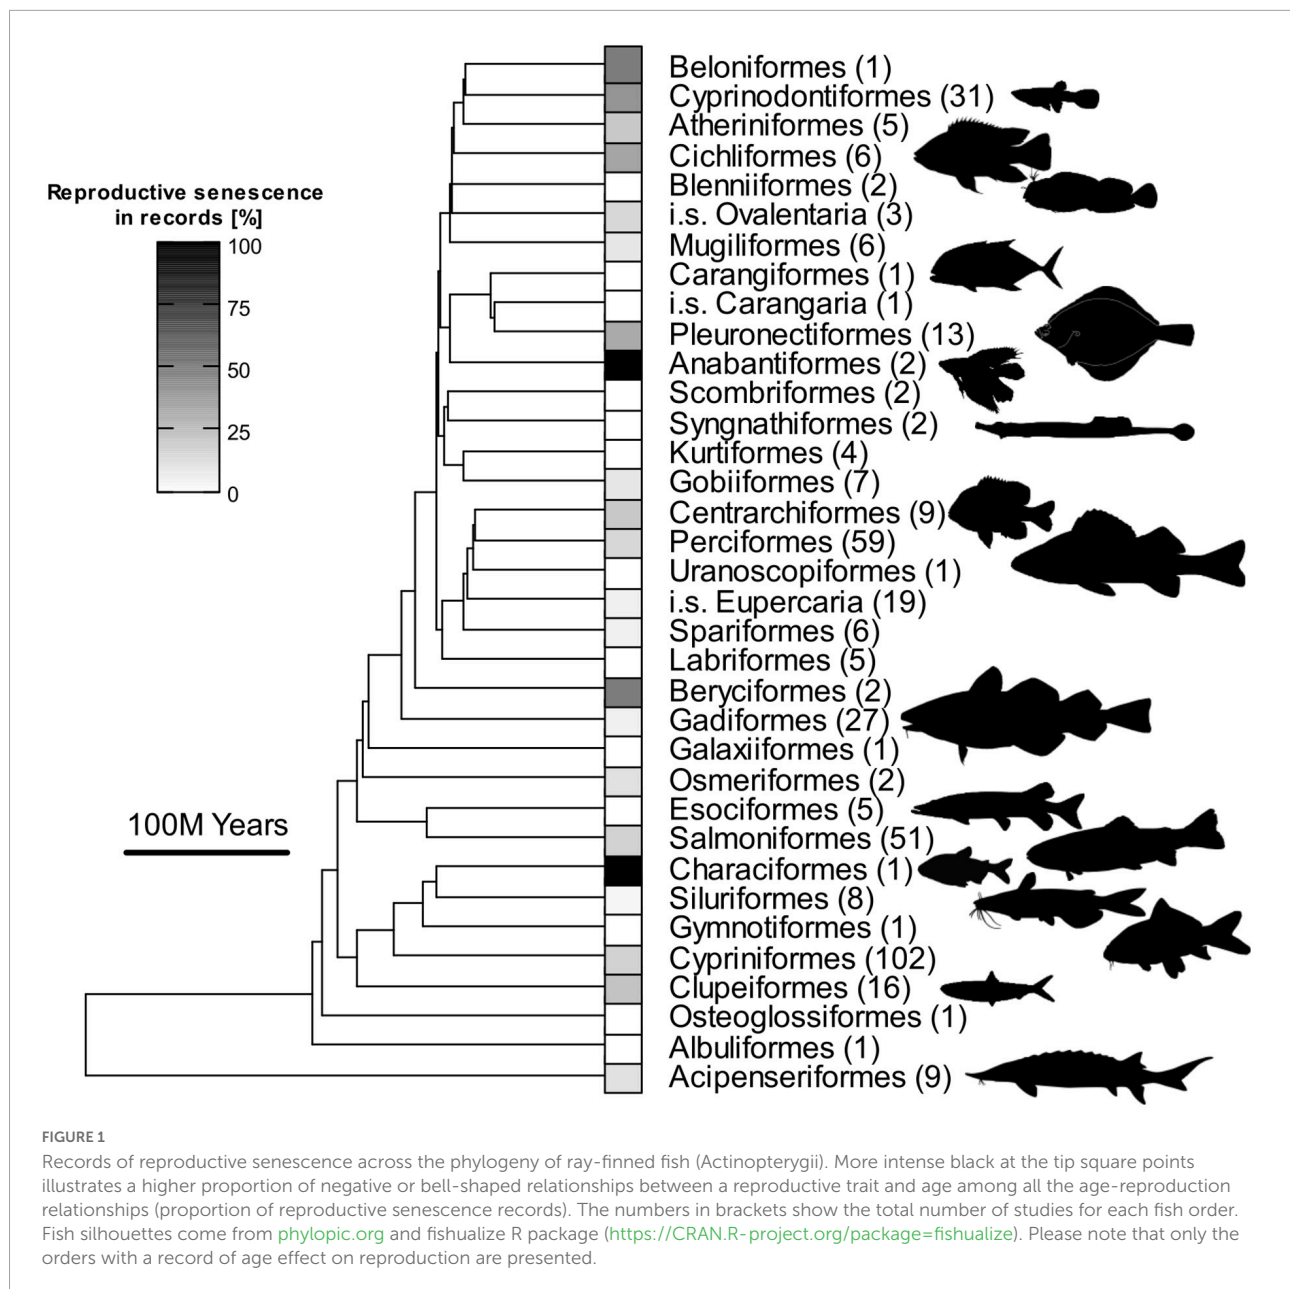 Reproductive senescence
in records [%]
100
75
50
25
0
100M Years
Beloniformes (1)
Cyprinodontiformes (31)
Atheriniformes (5)
Cichliformes (6)
Blenniiformes (2)
i.s. Ovalentaria (3)
Mugiliformes (6)
Carangiformes (1)
i.s. Carangaria (1)
Pleuronectiformes (13)
Anabantiformes (2)
Scombriformes (2)
Syngnathiformes (2)
Kurtiformes (4)
Gobiiformes (7)
Centrarchiformes (9)
Perciformes (59)
Uranoscopiformes (1)
i.s. Eupercaria (19)
Spariformes (6)
Labriformes (5)
Beryciformes (2)
Gadiformes (27)
Galaxiiformes (1)
Osmeriformes (2)
Esociformes (5)
Salmoniformes (51)
Characiformes (1)
Siluriformes (8)
Gymnotiformes (1)
Cypriniformes (102)
Clupeiformes (16)
Osteoglossiformes (1)
Albuliformes (1)
Acipenseriformes (9)
FIGURE 1
Records of reproductive senescence across the phylogeny of ray-finned fish (Actinopterygii). More intense black at the tip square points
illustrates a higher proportion of negative or bell-shaped relationships between a reproductive trait and age among all the age-reproduction
relationships (proportion of reproductive senescence records). The numbers in brackets show the total number of studies for each fish order.
Fish silhouettes come from phylopic.org and fishualize R package (https://CRAN.R-project.org/package=fishualize). Please note that only the
orders with a record of age effect on reproduction are presented.